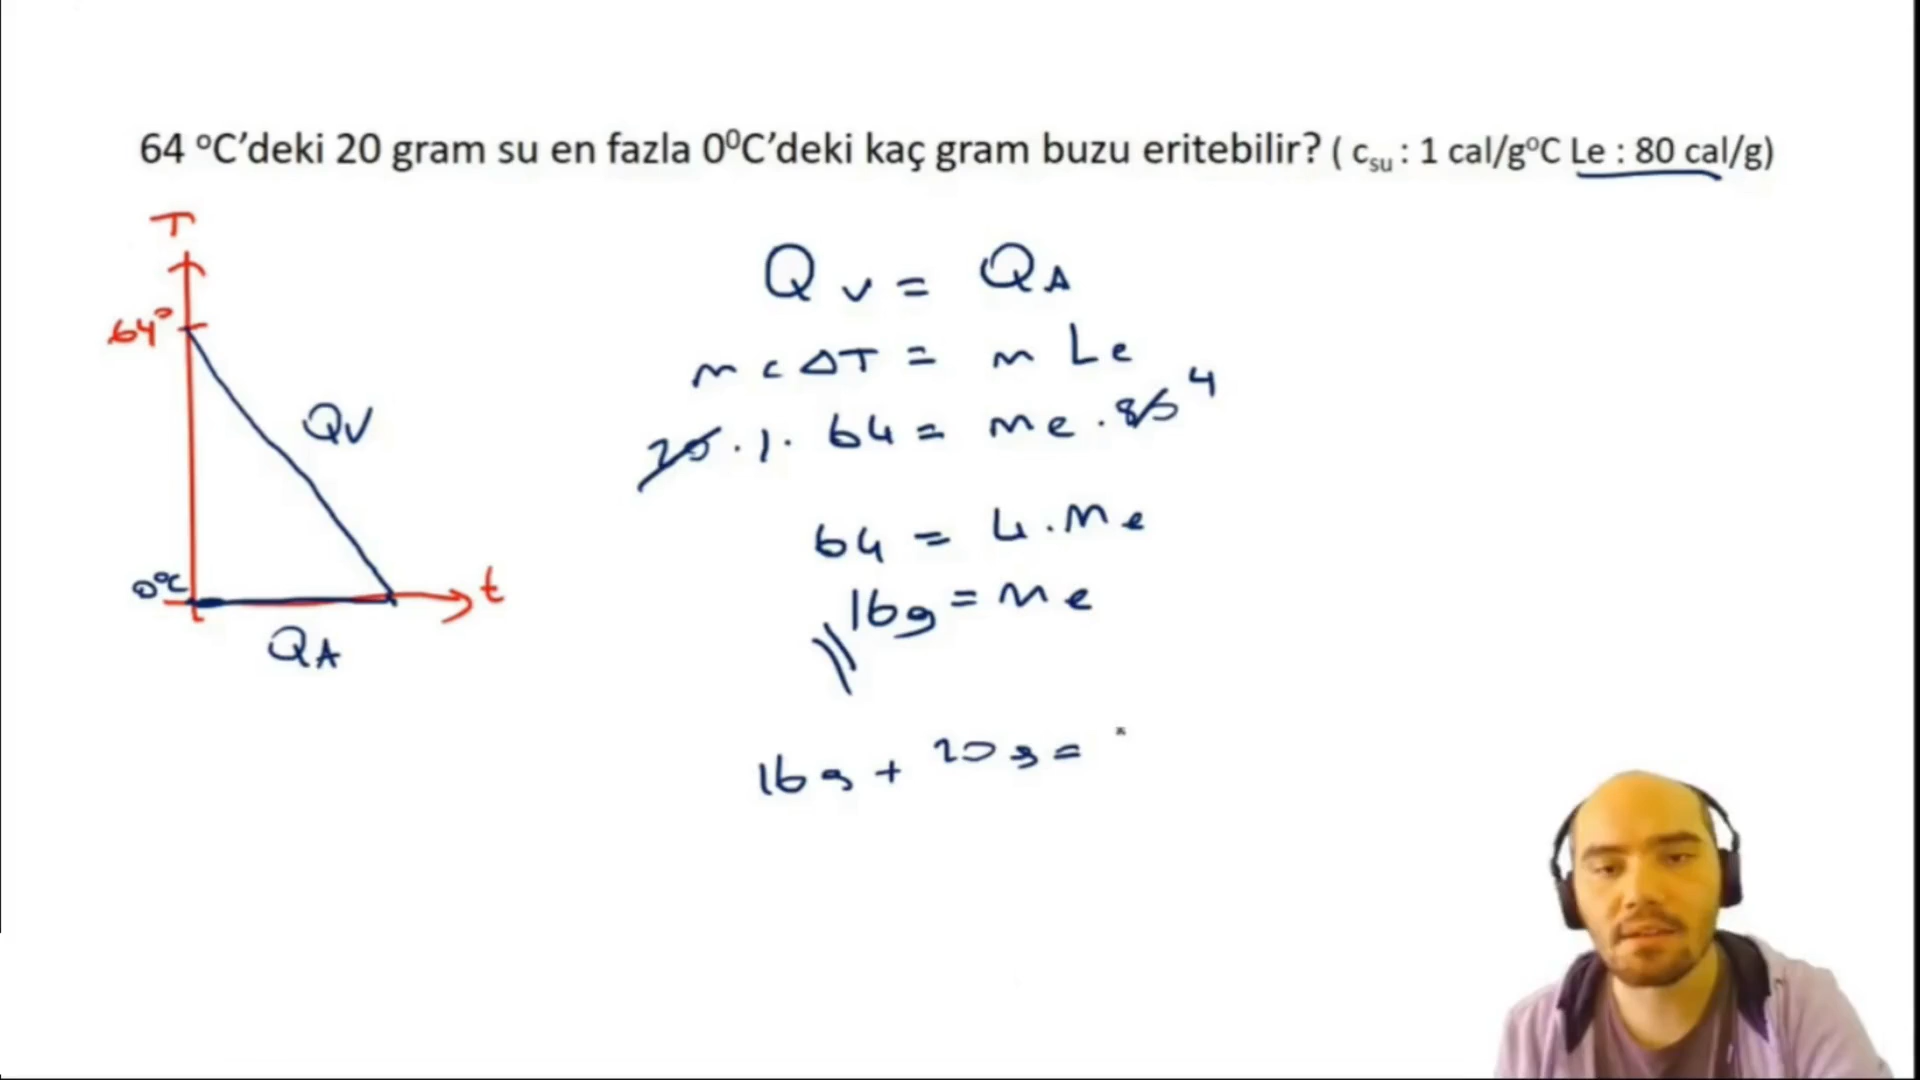 64 ⁰C’deki 20 gram su en fazla 0⁰C’deki kaç gram buzu eritebilir? ( cₛᵤ : 1 cal/g⁰C Le : 80 cal/g)
T
64°
QV
0°C
t
QA
QV = QA
m c ΔT = m Le
20 . 1 . 64 = me . 80 4
64 = 4 . me
16g = me
16g + 20g =